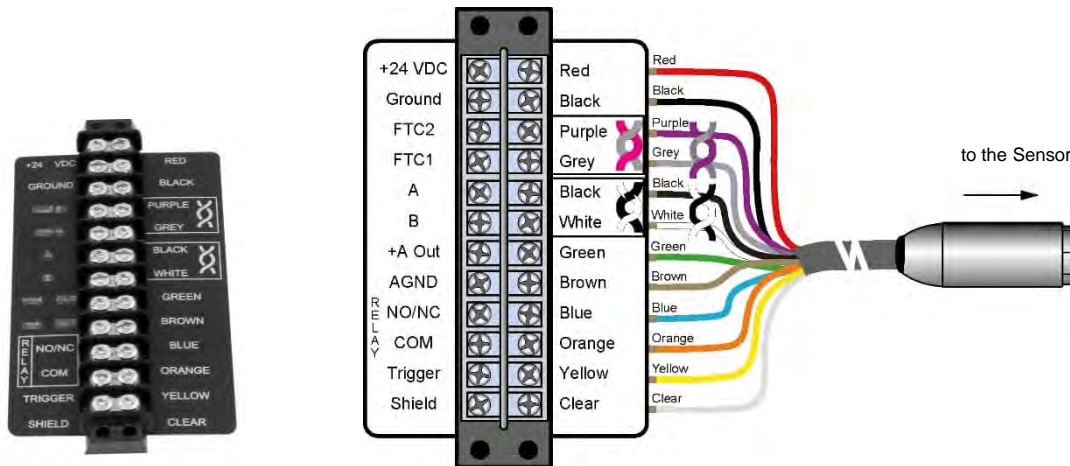 +24 VDC RED
GROUND BLACK
PURPLE
GREY
BLACK
WHITE
GREEN
BROWN
RELAY
NO/NC BLUE
COM ORANGE
TRIGGER YELLOW
SHIELD CLEAR
+24 VDC Red Red
Ground Black Black
FTC2 Purple Purple
FTC1 Grey Grey
A Black Black
B White White
+A Out Green Green
AGND Brown Brown
RELAY
NO/NC Blue Blue
COM Orange Orange
Trigger Yellow Yellow
Shield Clear Clear
to the Sensor